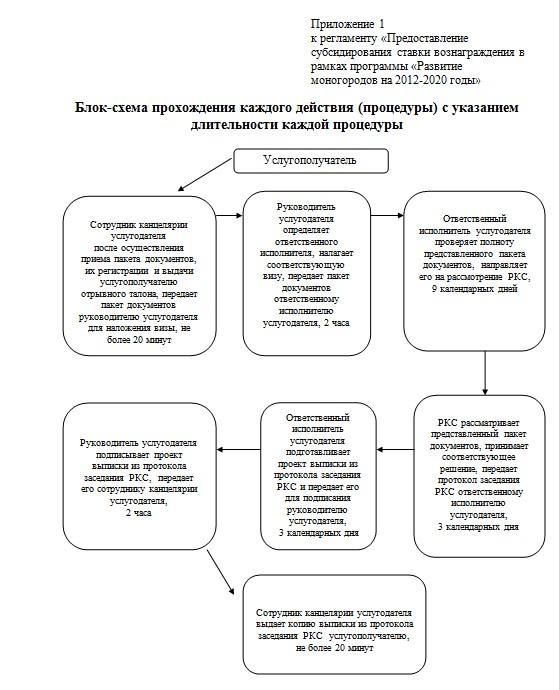 Приложение 1
к регламенту «Предоставление
субсидирования ставки вознаграждения в
рамках программы «Развитие
моногородов на 2012-2020 годы»
Блок-схема прохождения каждого действия (процедуры) с указанием
длительности каждой процедуры
Услугополучатель
Сотрудник канцелярии
услугодателя
после осуществления
приема пакета документов,
их регистрации и выдачи
услугополучателю
отрывного талона, передает
пакет документов
руководителю услугодателя
для наложения визы, не
более 20 минут
Руководитель
услугодателя
определяет
ответственного
исполнителя, налагает
соответствующую
визу, передает пакет
документов
ответственному
исполнителю
услугодателя, 2 часа
Ответственный
исполнитель услугодателя
проверяет полноту
представленного пакета
документов, направляет
его на рассмотрение РКС,
9 календарных дней
РКС рассматривает
представленный пакет
документов, принимает
соответствующее
решение, передает
протокол заседания
РКС ответственному
исполнителю
услугодателя,
3 календарных дня
Ответственный
исполнитель
услугодателя
подготавливает
проект выписки из
протокола заседания
РКС и передает его
для подписания
руководителю
услугодателя,
3 календарных дня
Руководитель услугодателя
подписывает проект
выписки из протокола
заседания РКС, передает
его сотруднику канцелярии
услугодателя,
2 часа
Сотрудник канцелярии услугодателя
выдает копию выписки из протокола
заседания РКС услугополучателю,
не более 20 минут